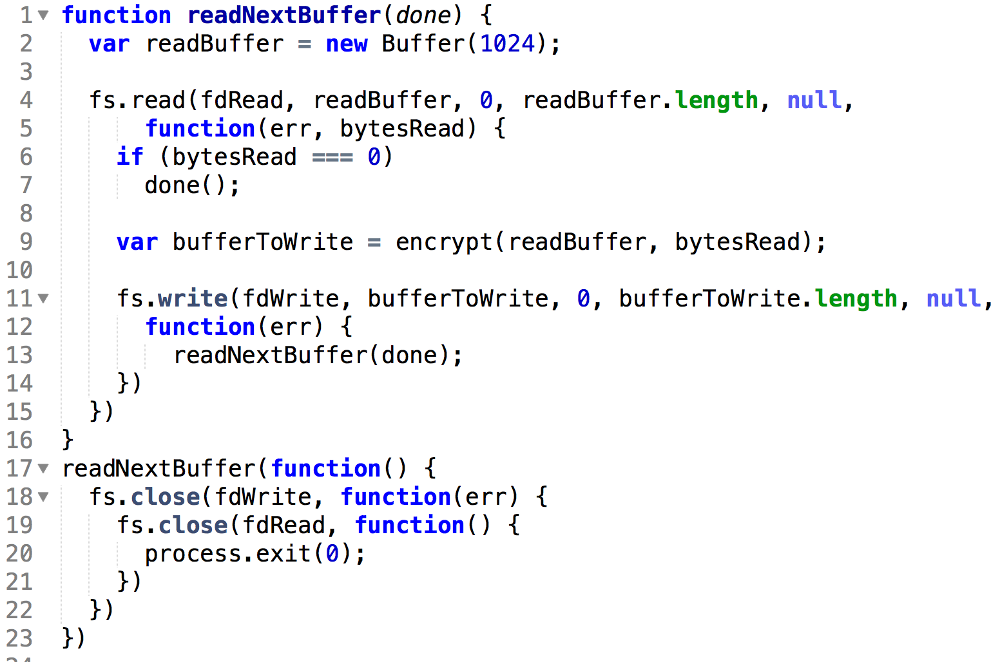 1 function readNextBuffer(done) {
2   var readBuffer = new Buffer(1024);
3
4   fs.read(fdRead, readBuffer, 0, readBuffer.length, null,
5       function(err, bytesRead) {
6     if (bytesRead === 0)
7       done();
8
9     var bufferToWrite = encrypt(readBuffer, bytesRead);
10
11     fs.write(fdWrite, bufferToWrite, 0, bufferToWrite.length, null,
12       function(err) {
13         readNextBuffer(done);
14     })
15   })
16 }
17 readNextBuffer(function() {
18   fs.close(fdWrite, function(err) {
19     fs.close(fdRead, function() {
20       process.exit(0);
21     })
22   })
23 })